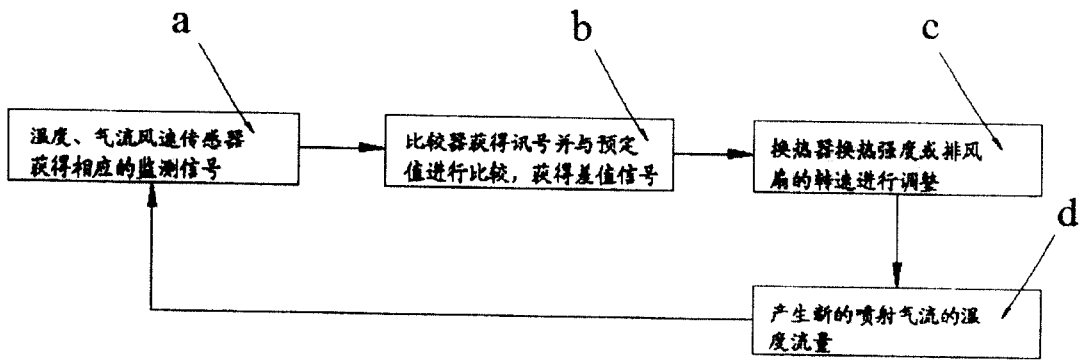 a
b
c
温度、气流风速传感器
获得相应的监测信号
比较器获得讯号并与预定
值进行比较，获得差值信号
换热器换热强度或排风
扇的转速进行调整
d
产生新的喷射气流的温
度流量